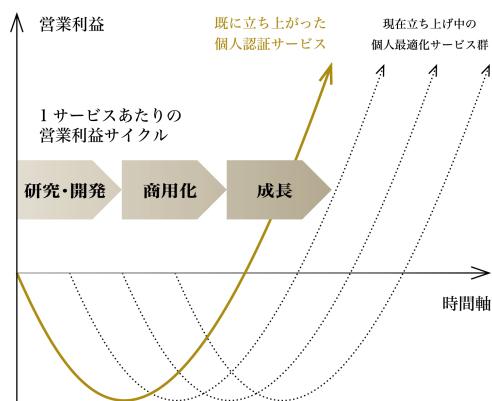 営業利益
既に立ち上がった
個人認証サービス
現在立ち上げ中の
個人最適化サービス群
1サービスあたりの
営業利益サイクル
研究・開発
商用化
成長
時間軸